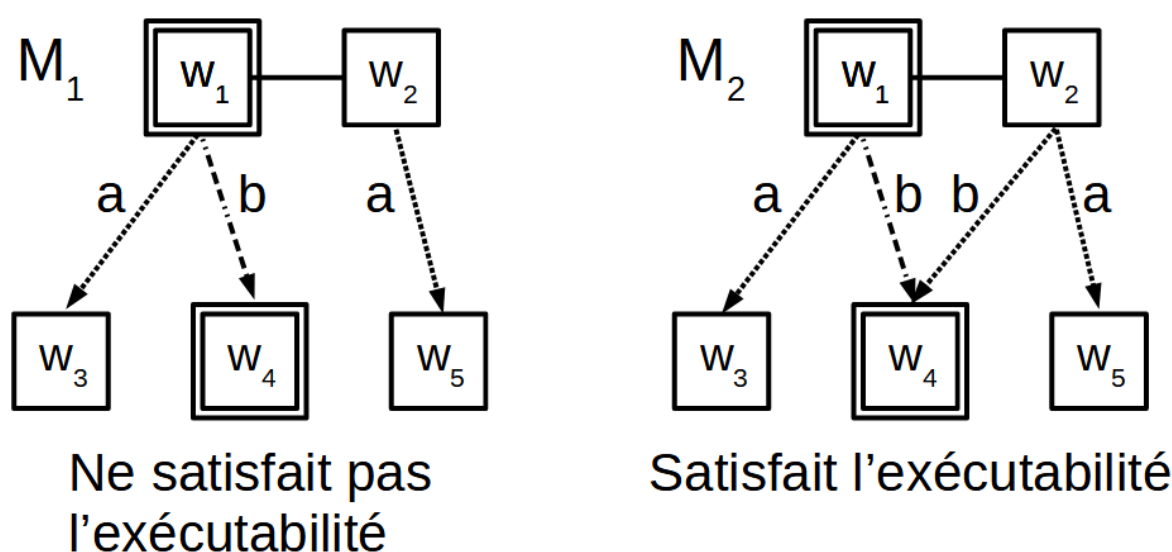 M₁ w₁ w₂ M₂ w₁ w₂
a b a a b b a
w₃ w₄ w₅ w₃ w₄ w₅
Ne satisfait pas Satisfait l’exécutabilité
l’exécutabilité